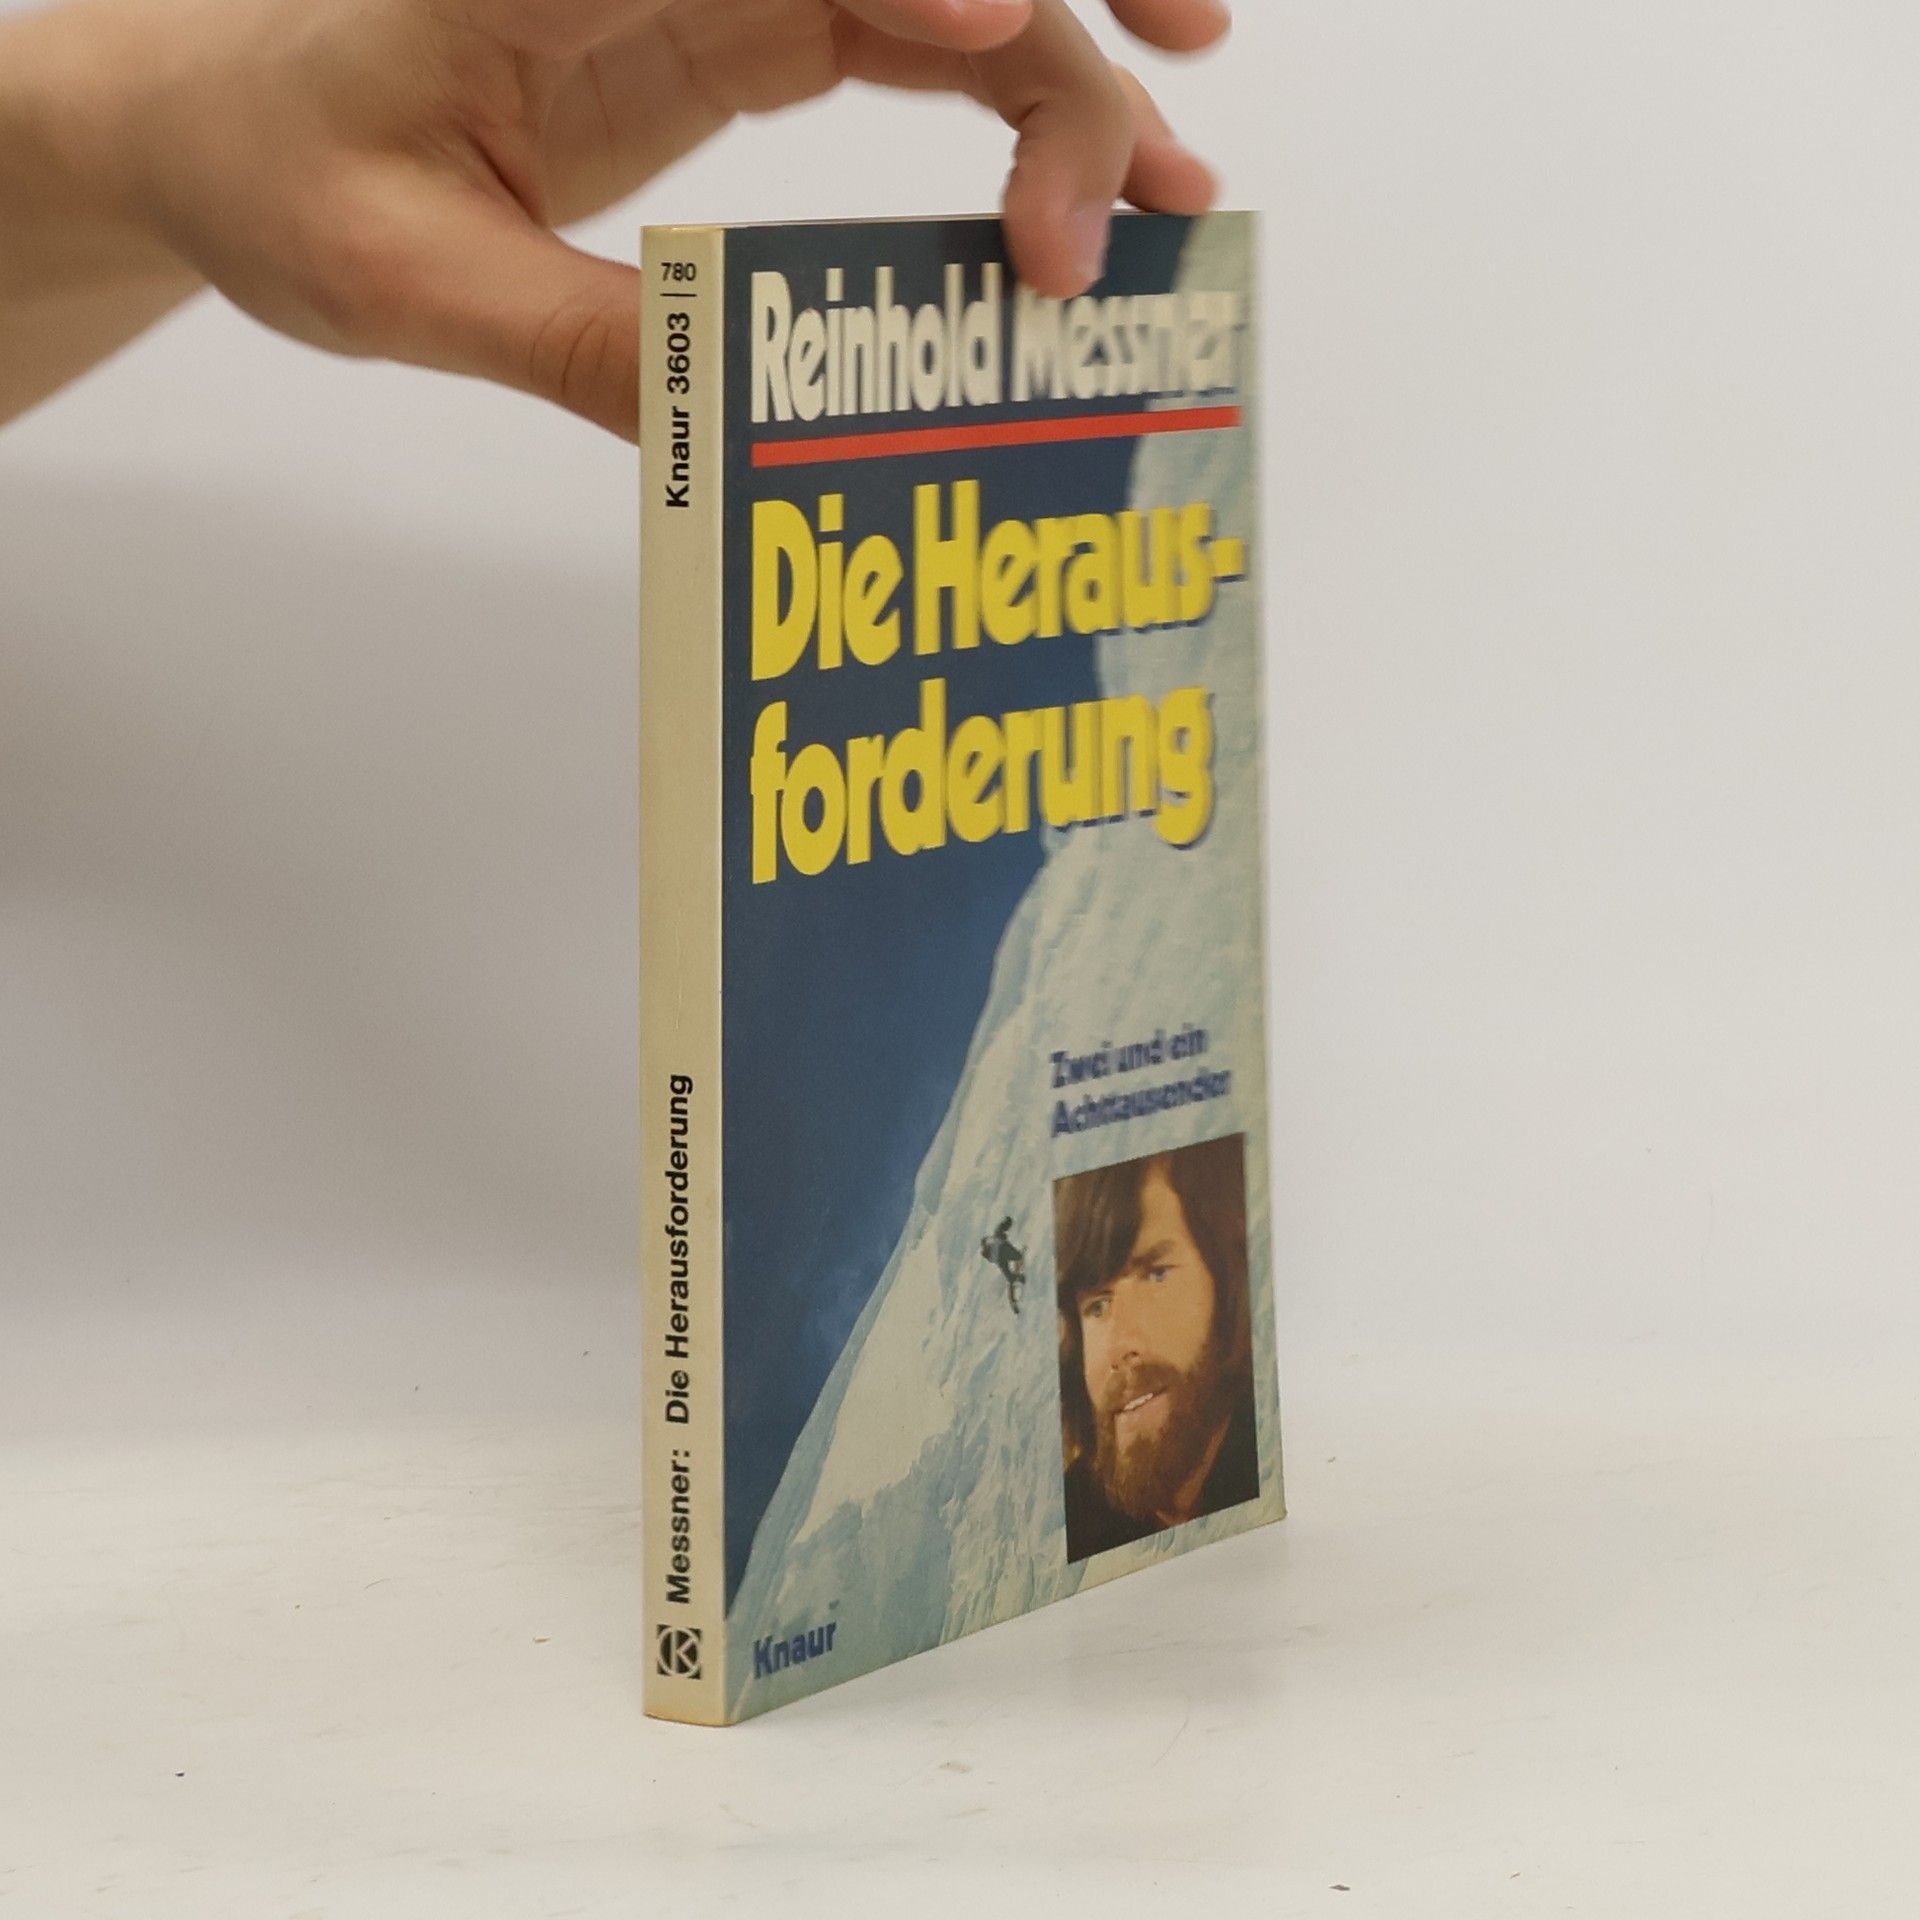 Knaur 3603 | 780
Messner: Die Herausforderung
Reinhold Messner
Die Heraus-
forderung
Zwei und ein
Achttausender
Knaur